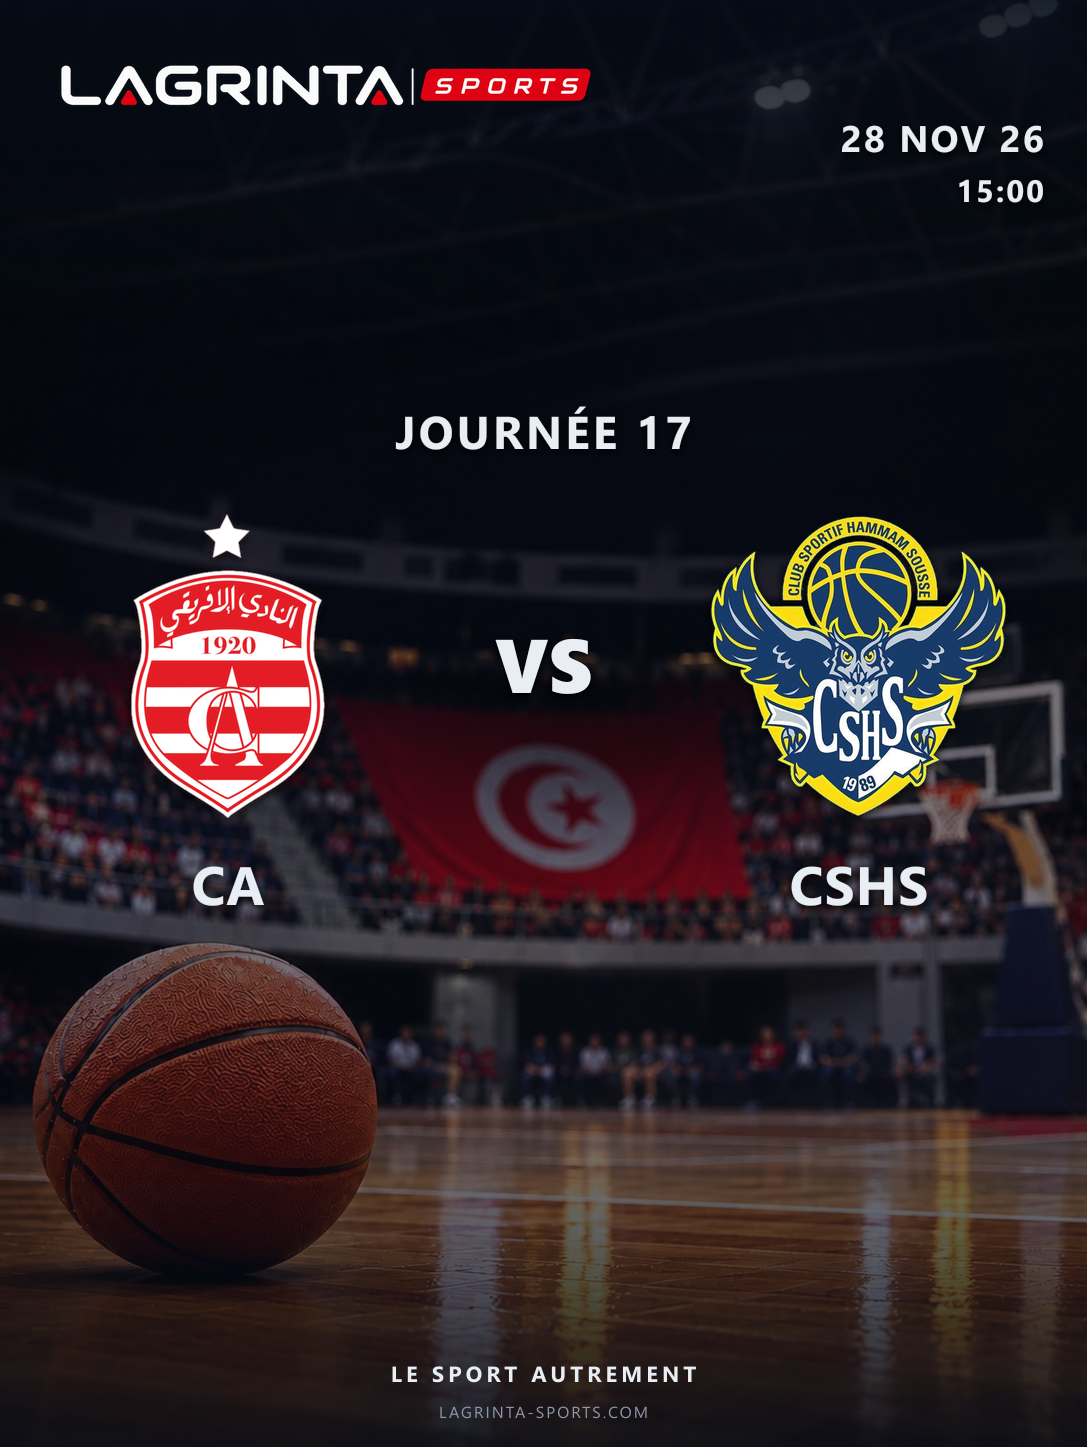 LAGRINTA SPORTS
28 NOV 26
15:00
JOURNÉE 17
النادي الافريقي
1920
CA
CLUB SPORTIF HAMMAM SOUSSE
CSHS
1989
VS
CA
CSHS
LE SPORT AUTREMENT
LAGRINTA-SPORTS.COM